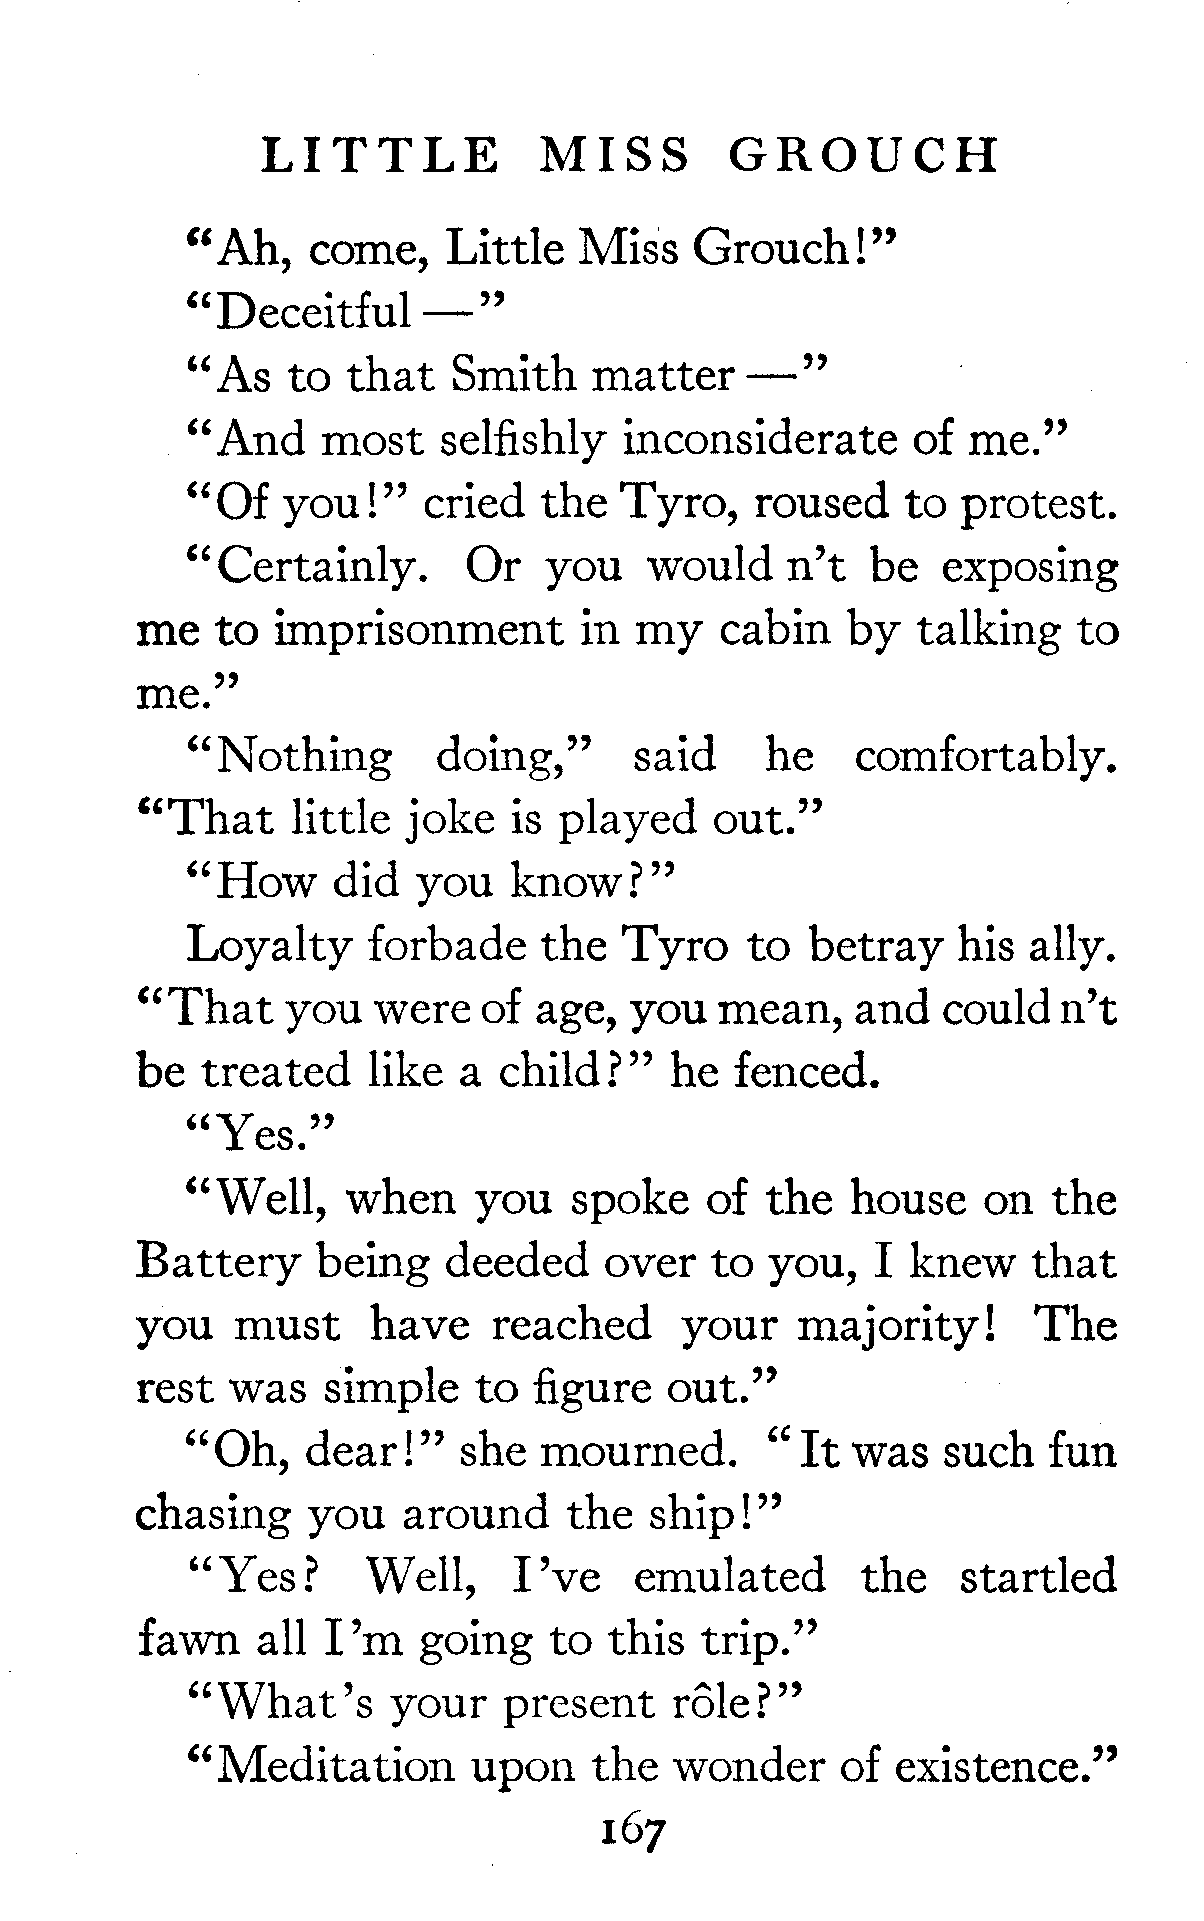 LITTLE MISS GROUCH
“Ah, come, Little Miss Grouch!”
“Deceitful —”
“As to that Smith matter —”
“And most selfishly inconsiderate of me.”
“Of you!” cried the Tyro, roused to protest.
“Certainly. Or you would n’t be exposing
me to imprisonment in my cabin by talking to
me.”
“Nothing doing,” said he comfortably.
“That little joke is played out.”
“How did you know?”
Loyalty forbade the Tyro to betray his ally.
“That you were of age, you mean, and could n’t
be treated like a child?” he fenced.
“Yes.”
“Well, when you spoke of the house on the
Battery being deeded over to you, I knew that
you must have reached your majority! The
rest was simple to figure out.”
“Oh, dear!” she mourned. “It was such fun
chasing you around the ship!”
“Yes? Well, I ’ve emulated the startled
fawn all I ’m going to this trip.”
“What ’s your present rôle?”
“Meditation upon the wonder of existence.”
167